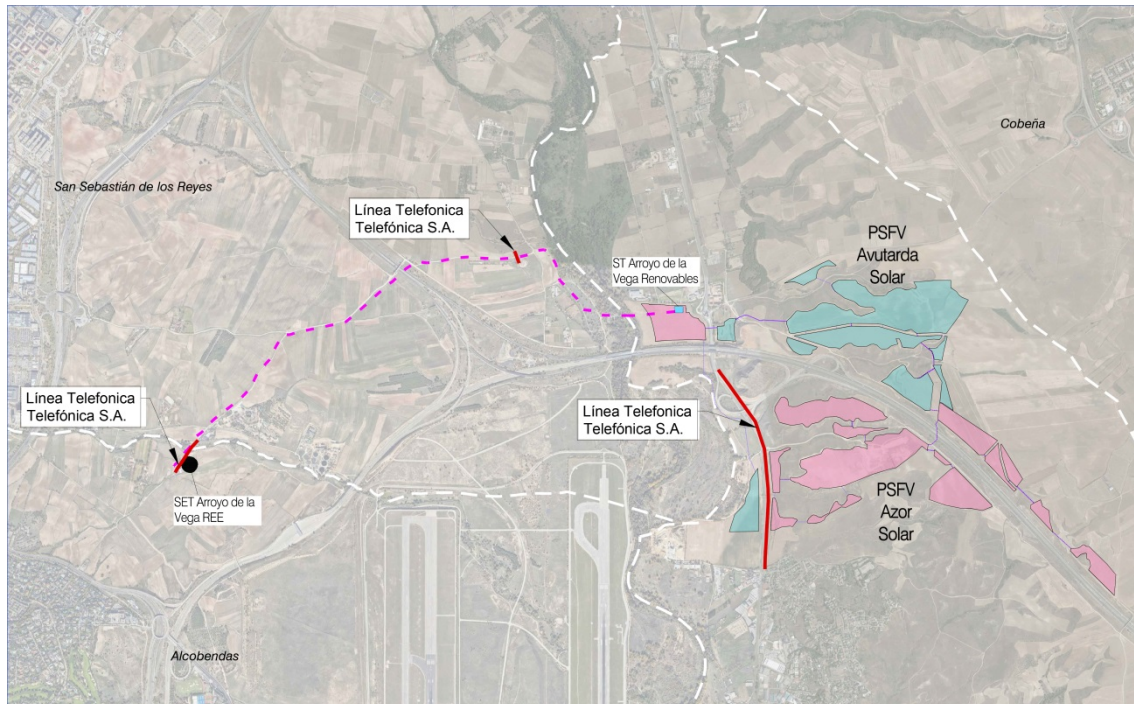 Cobeña
San Sebastián de los Reyes
Línea Telefonica
Telefónica S.A.
PSFV
Avutarda
Solar
ST Arroyo de la
Vega Renovables
Línea Telefonica
Telefónica S.A.
Línea Telefonica
Telefónica S.A.
PSFV
Azor
Solar
SET Arroyo de la
Vega REE
Alcobendas